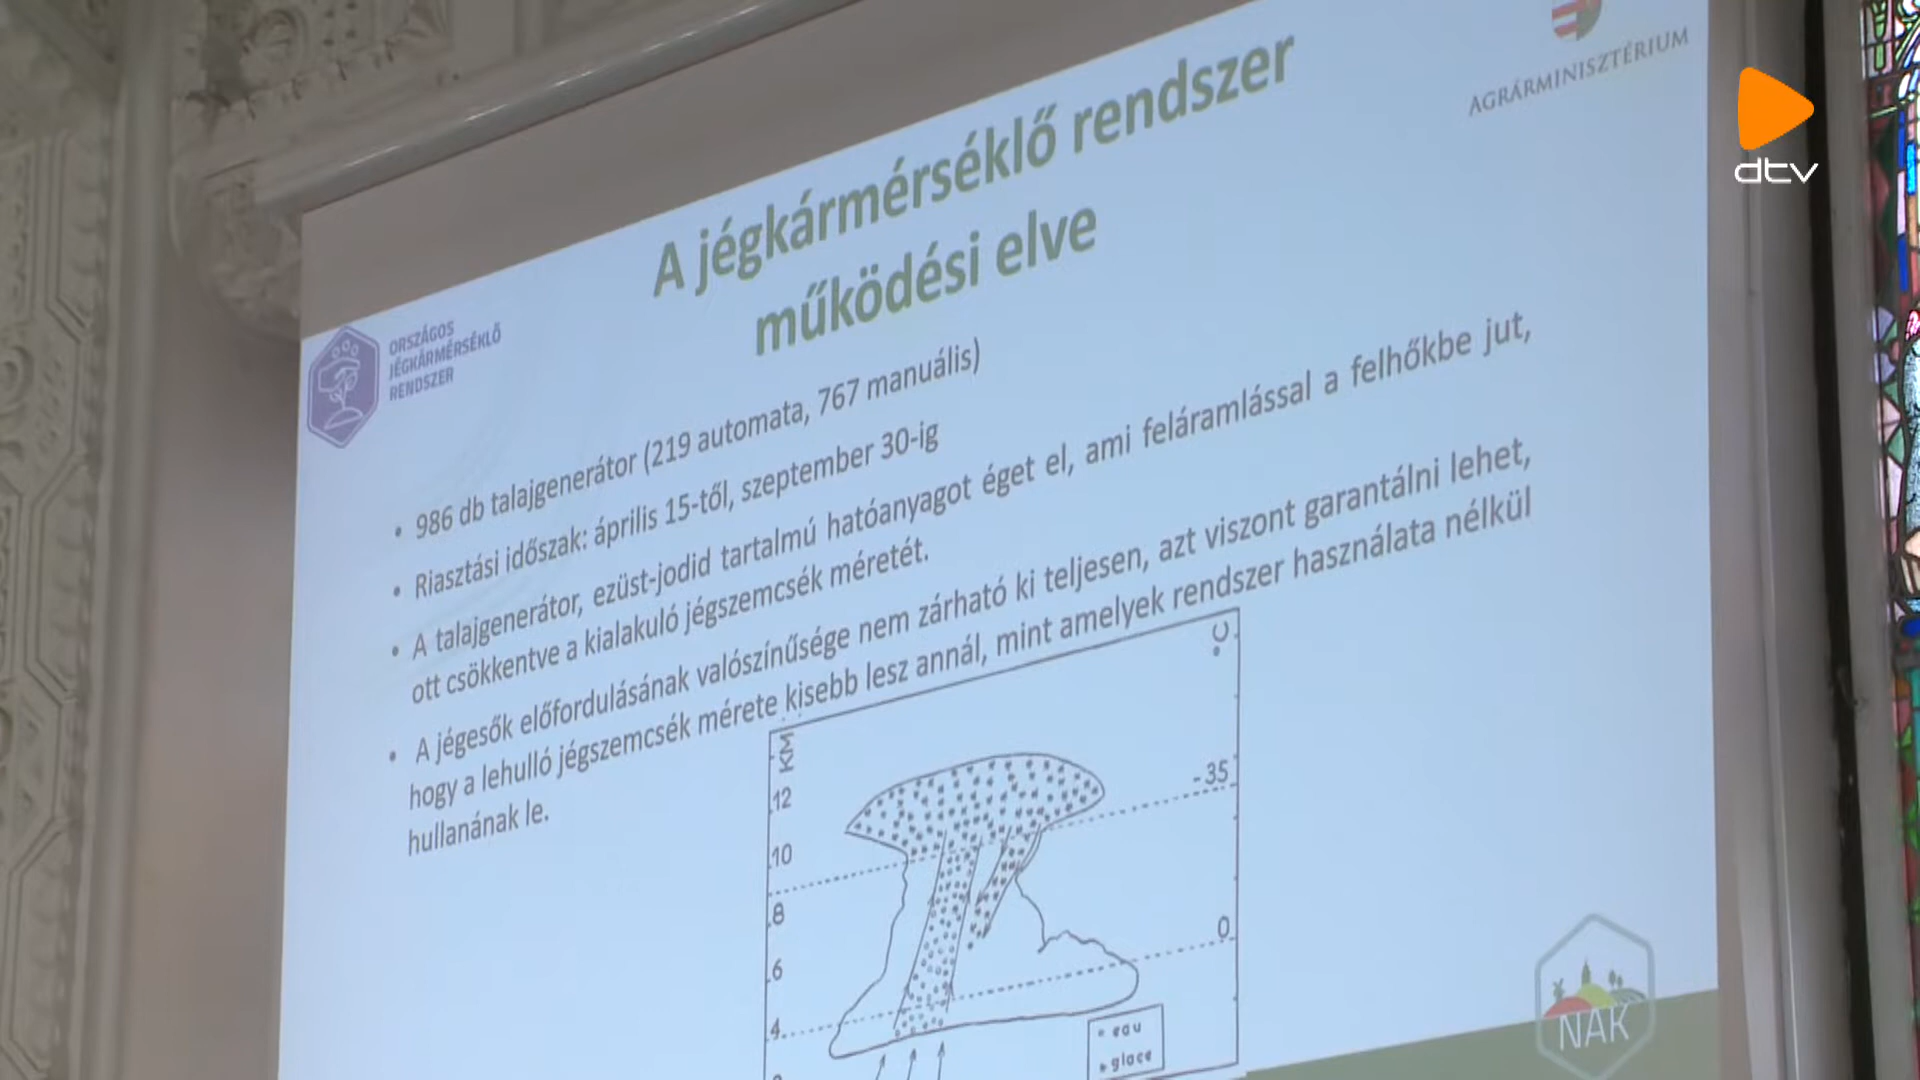 A jégkármérséklő rendszer
működési elve
AGRÁRMINISZTÉRIUM
dtv
ORSZÁGOS
JÉGKÁRMÉRSÉKLŐ
RENDSZER
• 986 db talajgenerátor (219 automata, 767 manuális)
• Riasztási időszak: április 15-től, szeptember 30-ig
• A talajgenerátor, ezüst-jodid tartalmú hatóanyagot éget el, ami feláramlással a felhőkbe jut,
ott csökkentve a kialakuló jégszemcsék méretét.
• A jégesők előfordulásának valószínűsége nem zárható ki teljesen, azt viszont garantálni lehet,
hogy a lehulló jégszemcsék mérete kisebb lesz annál, mint amelyek rendszer használata nélkül
hullanának le.
KM
°C
12
-35
10
8
0
6
4
eau
glace
NAK